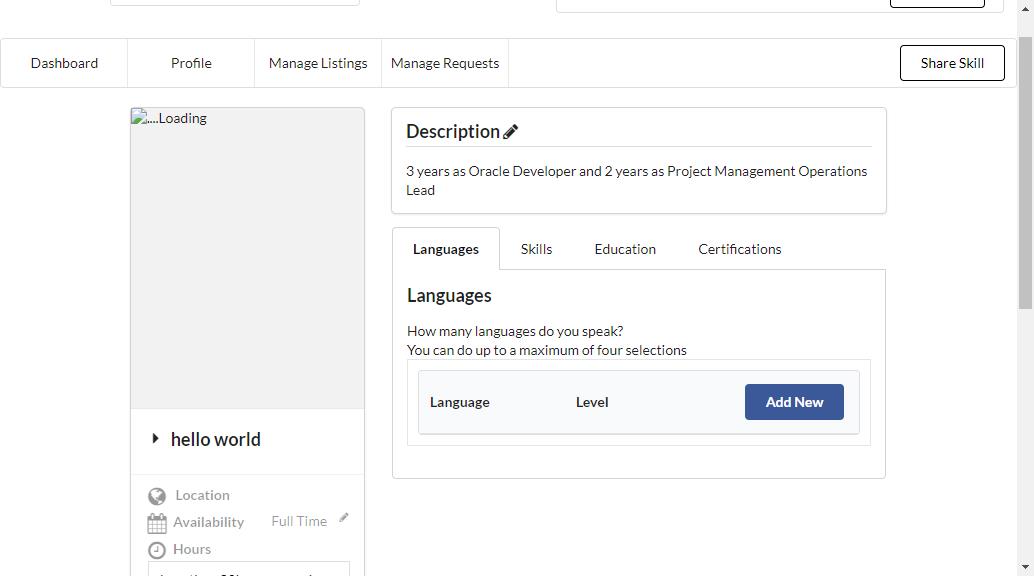 Dashboard
Profile
Manage Listings
Manage Requests
Share Skill
....Loading
hello world
Location
Availability
Full Time
Hours
Description
3 years as Oracle Developer and 2 years as Project Management Operations
Lead
Languages
Skills
Education
Certifications
Languages
How many languages do you speak?
You can do up to a maximum of four selections
Language
Level
Add New